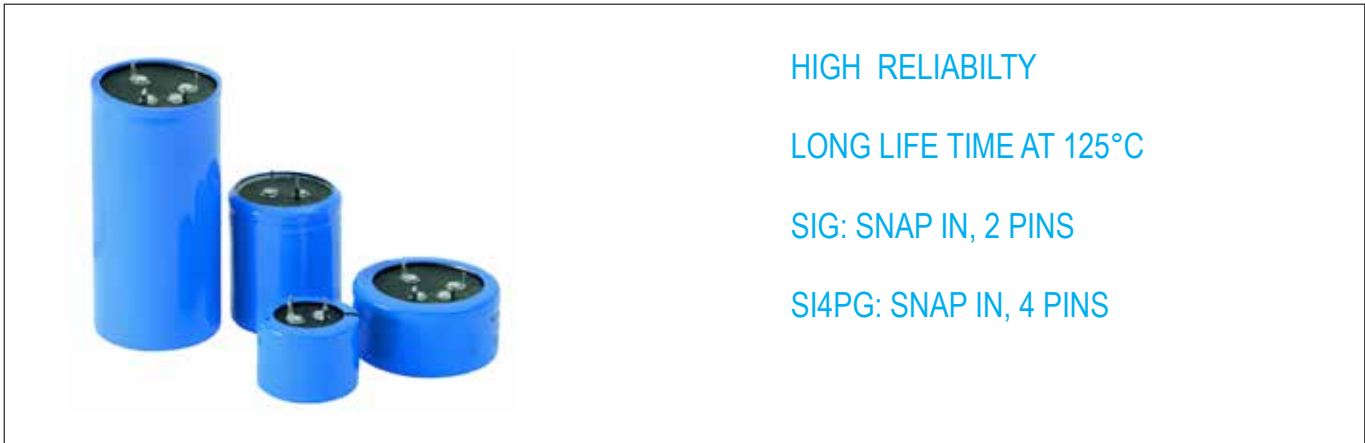 HIGH RELIABILTY
LONG LIFE TIME AT 125°C
SIG: SNAP IN, 2 PINS
SI4PG: SNAP IN, 4 PINS